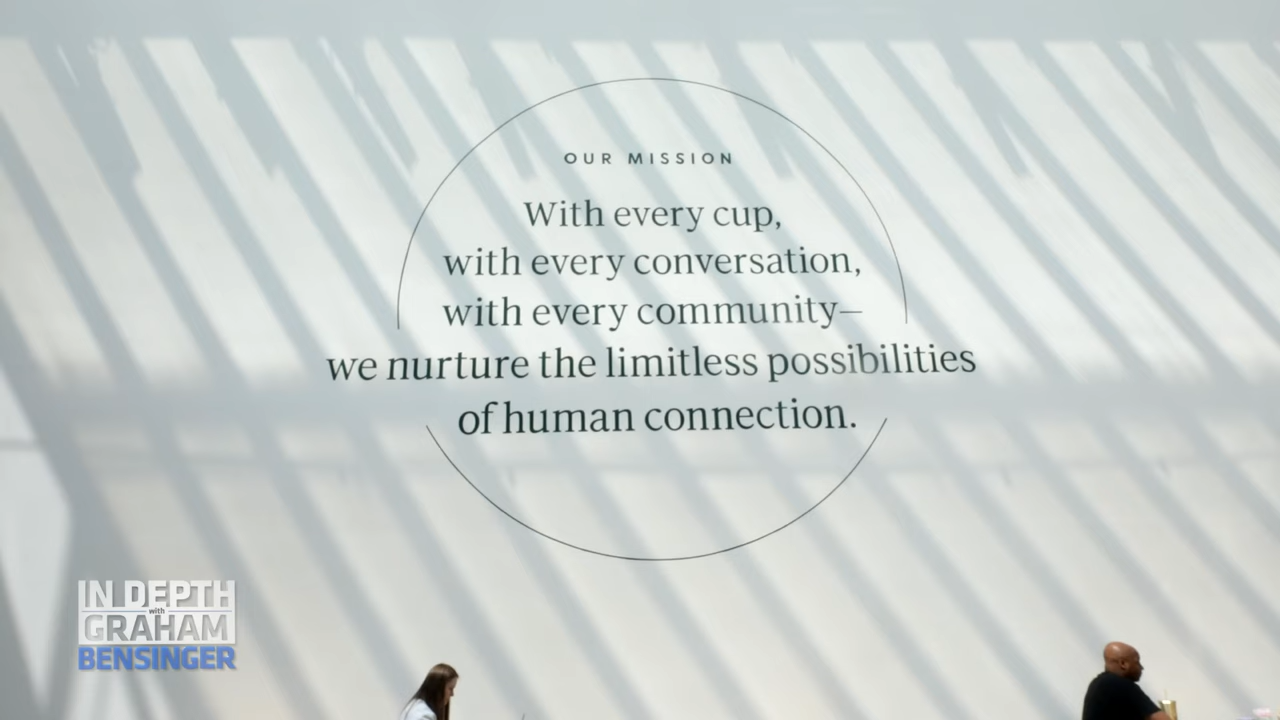 OUR MISSION
With every cup,
with every conversation,
with every community—
we nurture the limitless possibilities
of human connection.
IN DEPTH
with
GRAHAM
BENSINGER